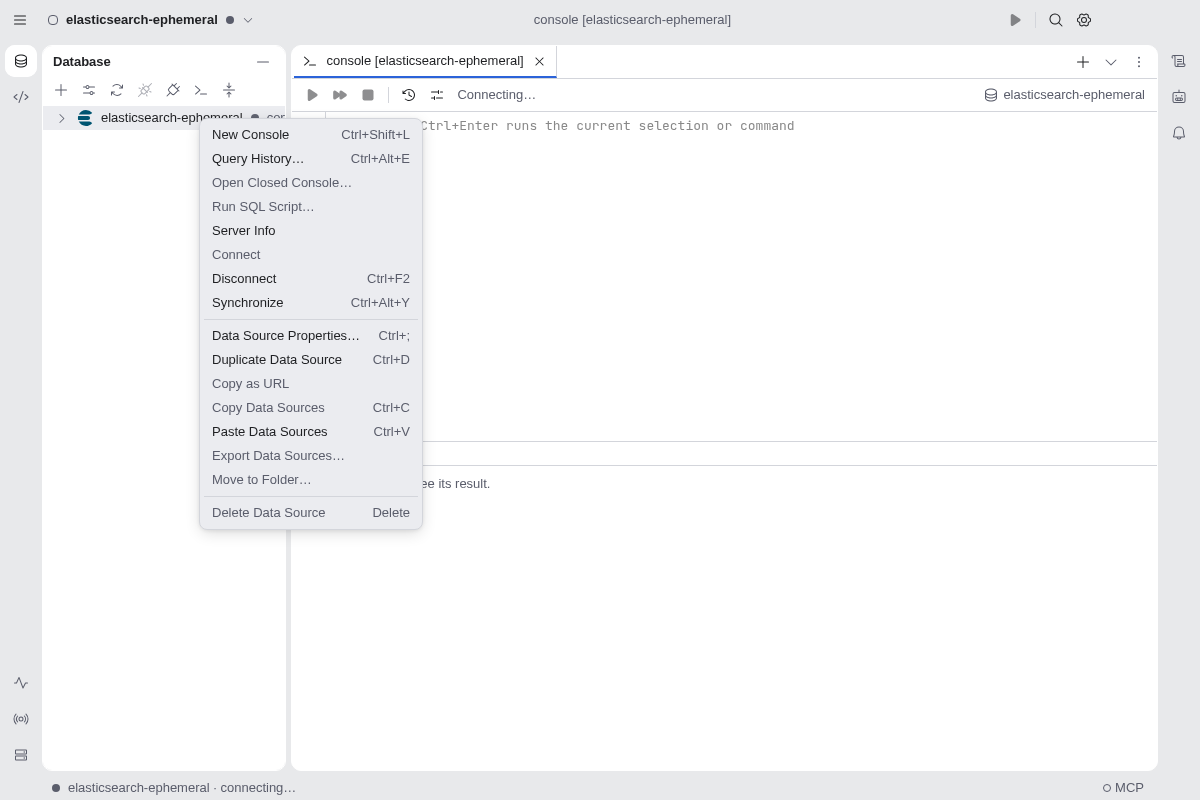 elasticsearch-ephemeral
console [elasticsearch-ephemeral]
Database
console [elasticsearch-ephemeral]
Connecting…
elasticsearch-ephemeral
elasticsearch-ephemeral
Ctrl+Enter runs the current selection or command
New Console Ctrl+Shift+L
Query History… Ctrl+Alt+E
Open Closed Console…
Run SQL Script…
Server Info
Connect
Disconnect Ctrl+F2
Synchronize Ctrl+Alt+Y
Data Source Properties… Ctrl+;
Duplicate Data Source Ctrl+D
Copy as URL
Copy Data Sources Ctrl+C
Paste Data Sources Ctrl+V
Export Data Sources…
Move to Folder…
Delete Data Source Delete
its result.
elasticsearch-ephemeral · connecting…
MCP